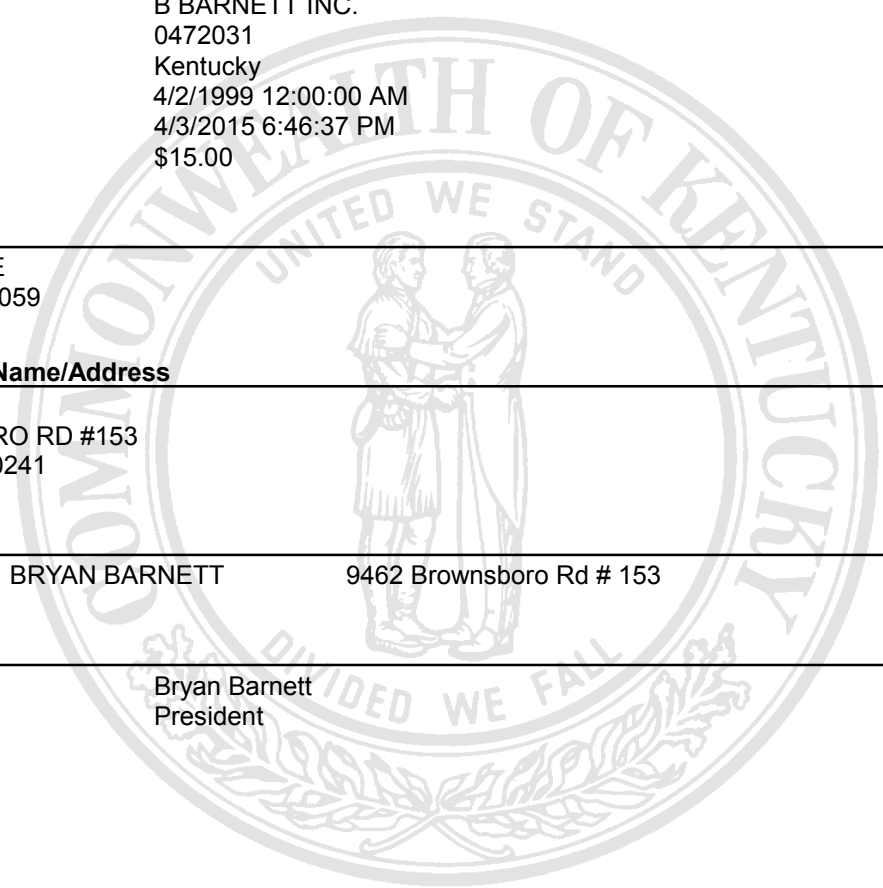 B BARNETT INC.
0472031
Kentucky
4/2/1999 12:00:00 AM
4/3/2015 6:46:37 PM
$15.00
COMMONWEALTH OF KENTUCKY
UNITED WE STAND
E
059
Name/Address
RO RD #153
0241
BRYAN BARNETT 9462 Brownsboro Rd # 153
Bryan Barnett
President
DIVIDED WE FALL